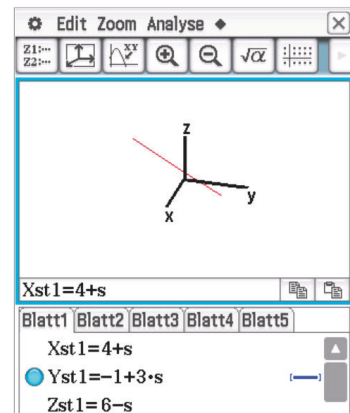 Edit Zoom Analyse
Z1:...
Z2:...
XY
√α
z
y
x
Xst1=4+s
Blatt1 Blatt2 Blatt3 Blatt4 Blatt5
Xst1=4+s
Yst1=−1+3·s
Zst1=6−s